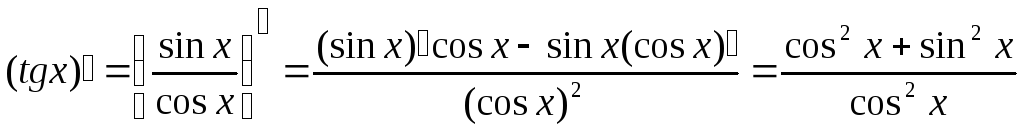 (tgx)▯ = (sin x / cos x)▯ = ((sin x)▯cos x − sin x(cos x)▯) / (cos x)² = (cos² x + sin² x) / cos² x